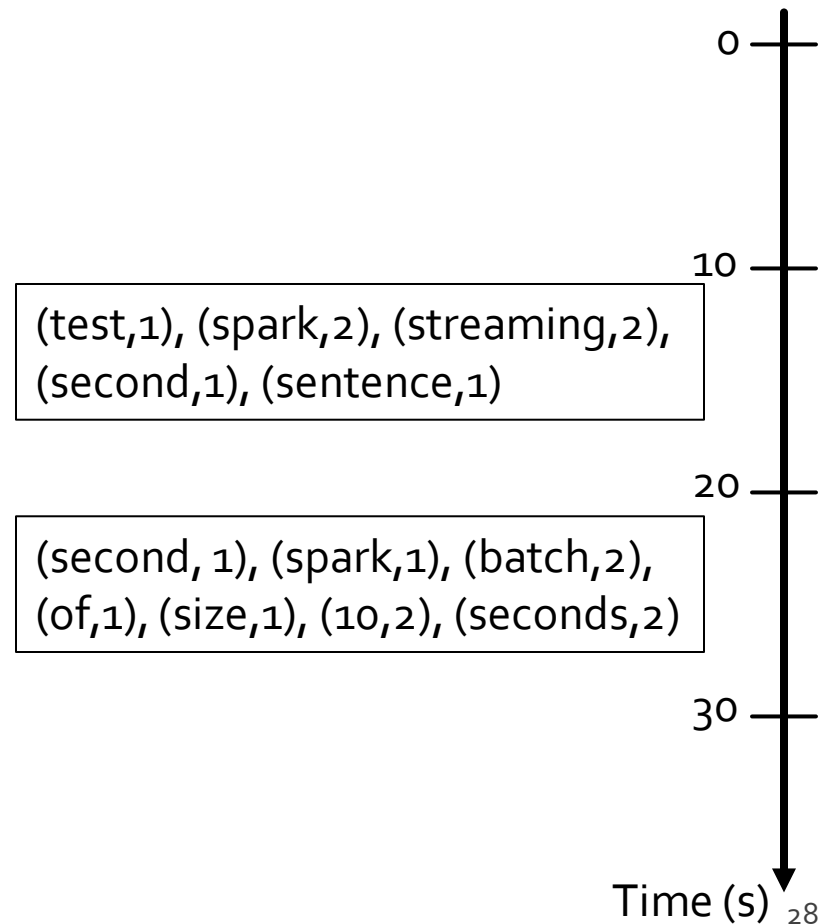 0
10
(test,1), (spark,2), (streaming,2),
(second,1), (sentence,1)
20
(second, 1), (spark,1), (batch,2),
(of,1), (size,1), (10,2), (seconds,2)
30
Time (s)
28